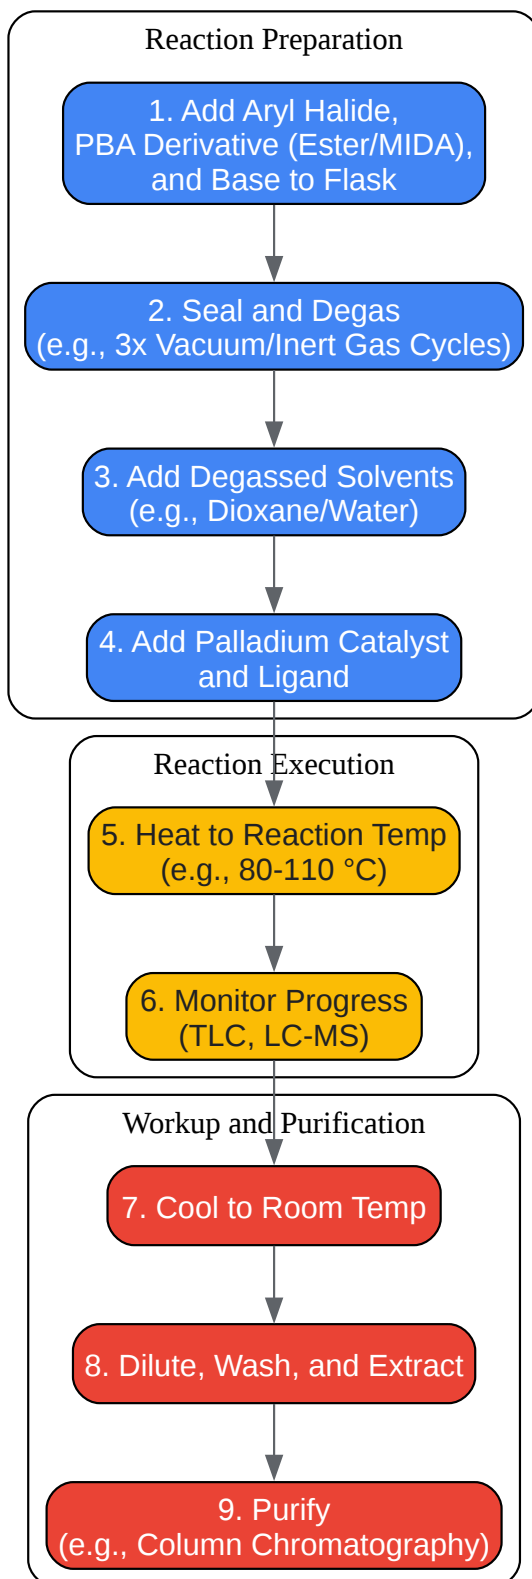 Reaction Preparation
1. Add Aryl Halide,
PBA Derivative (Ester/MIDA),
and Base to Flask
2. Seal and Degas
(e.g., 3x Vacuum/Inert Gas Cycles)
3. Add Degassed Solvents
(e.g., Dioxane/Water)
4. Add Palladium Catalyst
and Ligand
Reaction Execution
5. Heat to Reaction Temp
(e.g., 80-110 °C)
6. Monitor Progress
(TLC, LC-MS)
Workup and Purification
7. Cool to Room Temp
8. Dilute, Wash, and Extract
9. Purify
(e.g., Column Chromatography)